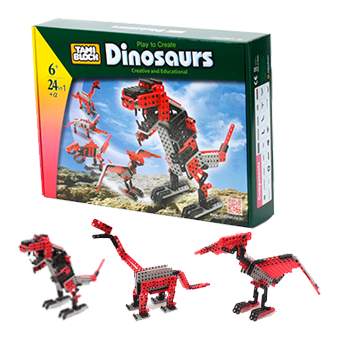 TAMI
BLOCK
Play to Create
Dinosaurs
Creative and Educational
6+
24 in 1